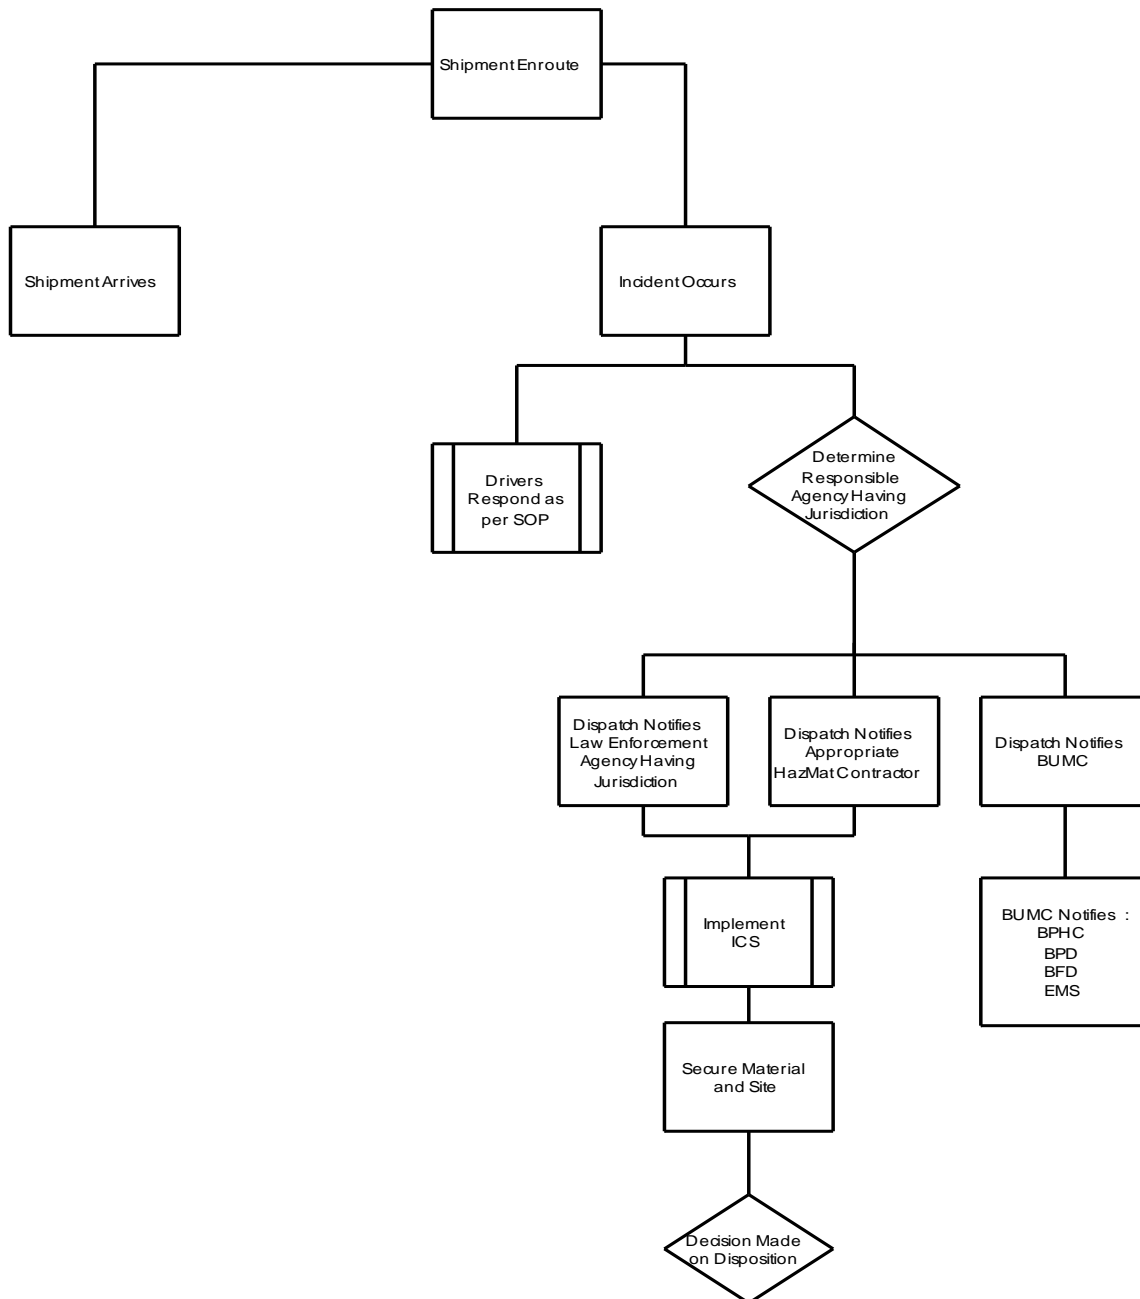 Shipment Enroute
Shipment Arrives
Incident Occurs
Drivers
Respond as
per SOP
Determine
Responsible
Agency Having
Jurisdiction
Dispatch Notifies
Law Enforcement
Agency Having
Jurisdiction
Dispatch Notifies
Appropriate
HazMat Contractor
Dispatch Notifies
BUMC
Implement
ICS
BUMC Notifies :
BPHC
BPD
BFD
EMS
Secure Material
and Site
Decision Made
on Disposition